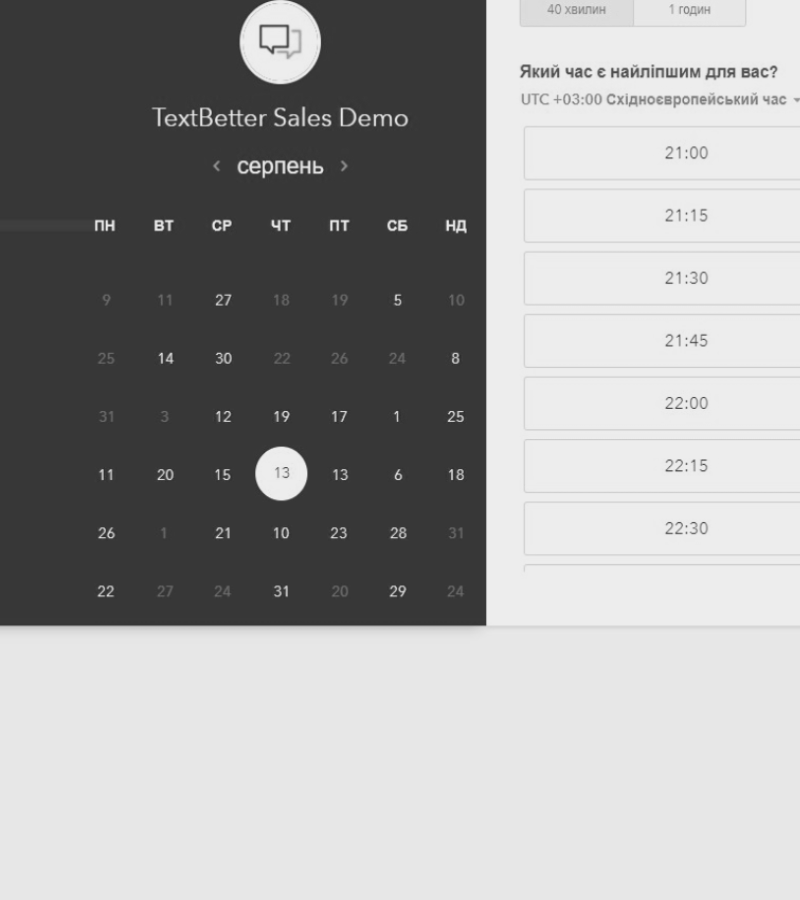 TextBetter Sales Demo
серпень
ПН ВТ СР ЧТ ПТ СБ НД
9 11 27 18 19 5 10
25 14 30 22 26 24 8
31 3 12 19 17 1 25
11 20 15 13 13 6 18
26 1 21 10 23 28 31
22 27 24 31 20 29 24
40 хвилин 1 годин
Який час є найліпшим для вас?
UTC +03:00 Східноєвропейський час
21:00
21:15
21:30
21:45
22:00
22:15
22:30